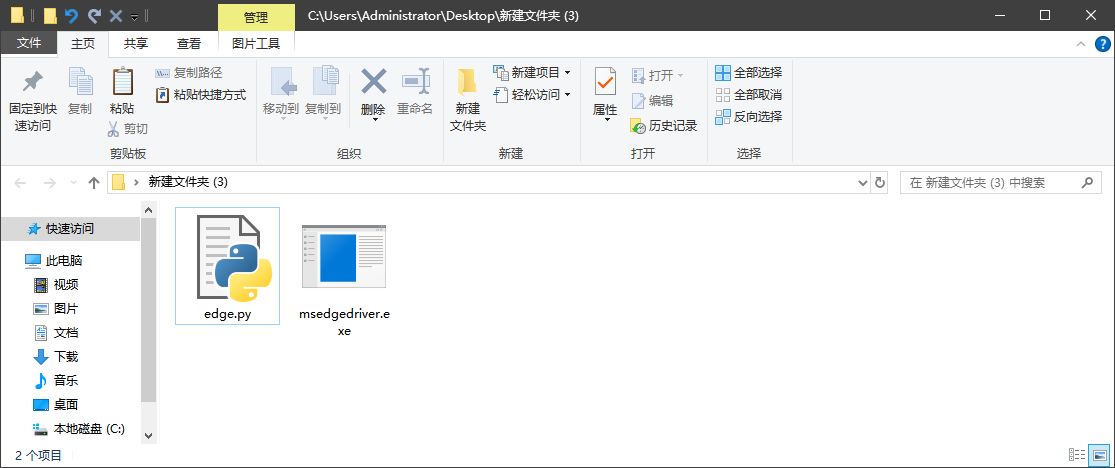 管理
C:\Users\Administrator\Desktop\新建文件夹 (3)
文件
主页
共享
查看
图片工具
固定到快
速访问
复制
粘贴
复制路径
粘贴快捷方式
剪切
剪贴板
移动到
复制到
删除
重命名
组织
新建
文件夹
新建项目
轻松访问
新建
属性
打开
编辑
历史记录
打开
全部选择
全部取消
反向选择
选择
新建文件夹 (3)
在 新建文件夹 (3) 中搜索
快速访问
此电脑
视频
图片
文档
下载
音乐
桌面
本地磁盘 (C:)
edge.py
msedgedriver.e
xe
2 个项目